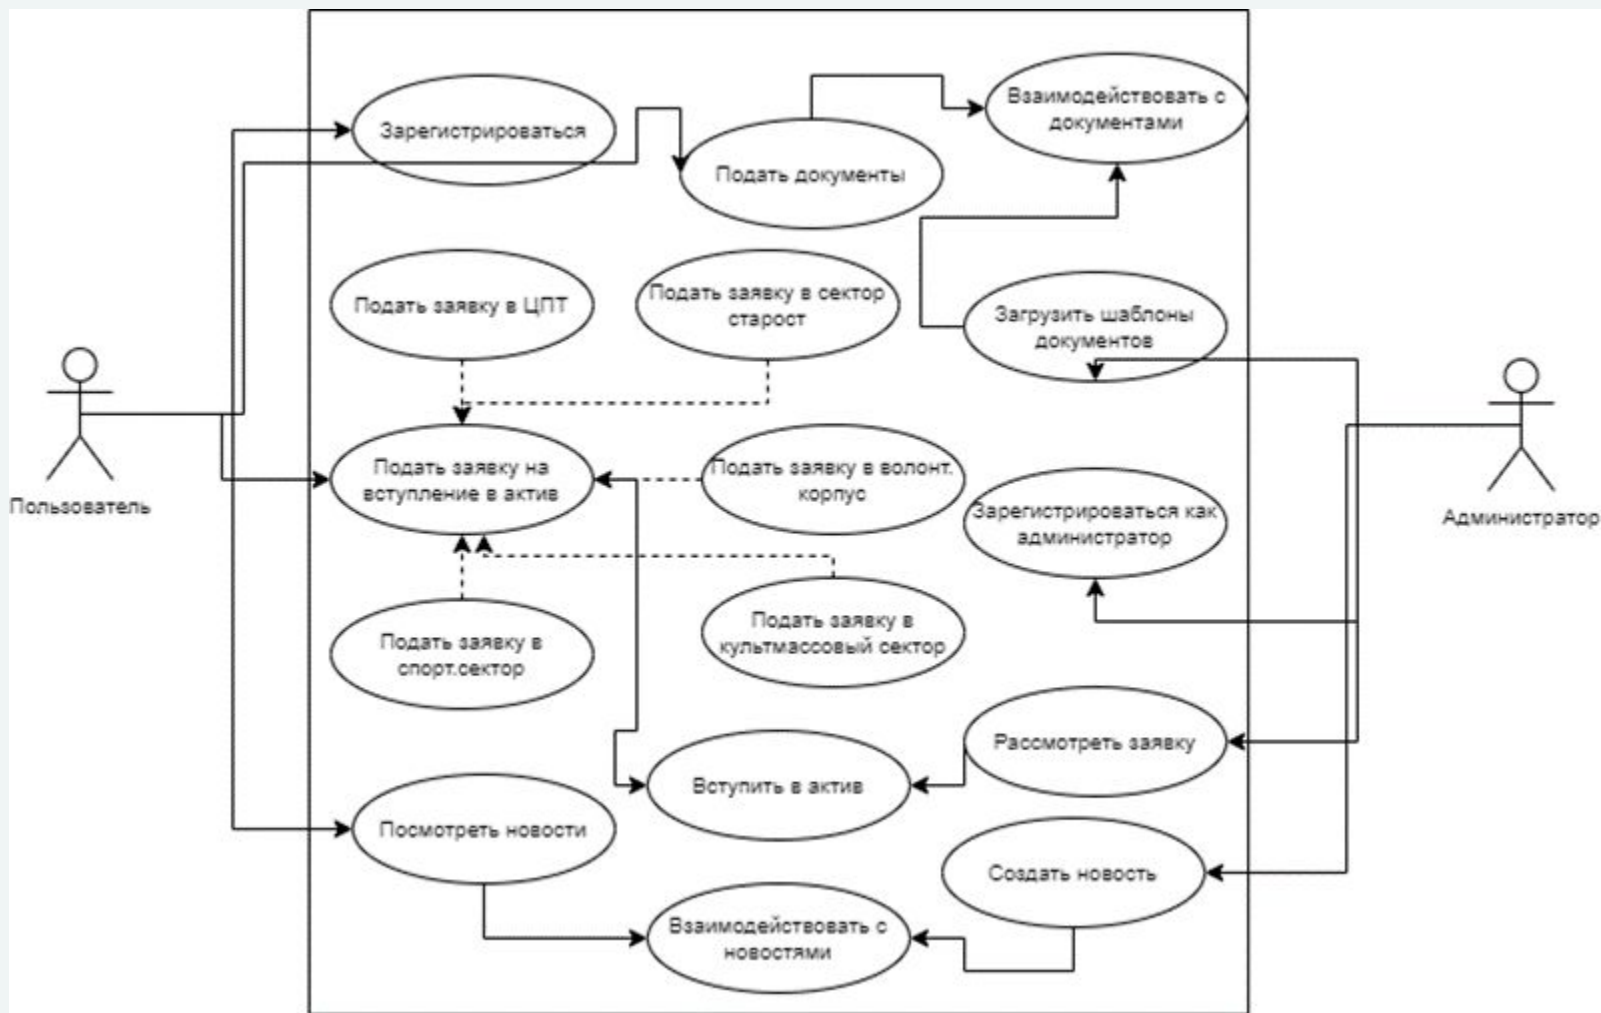 Зарегистрироваться
Взаимодействовать с
документами
Подать документы
Подать заявку в ЦПТ
Подать заявку в сектор
старост
Загрузить шаблоны
документов
Пользователь
Подать заявку на
вступление в актив
Подать заявку в волонт.
корпус
Зарегистрироваться как
администратор
Администратор
Подать заявку в
спорт.сектор
Подать заявку в
культмассовый сектор
Рассмотреть заявку
Вступить в актив
Посмотреть новости
Создать новость
Взаимодействовать с
новостями